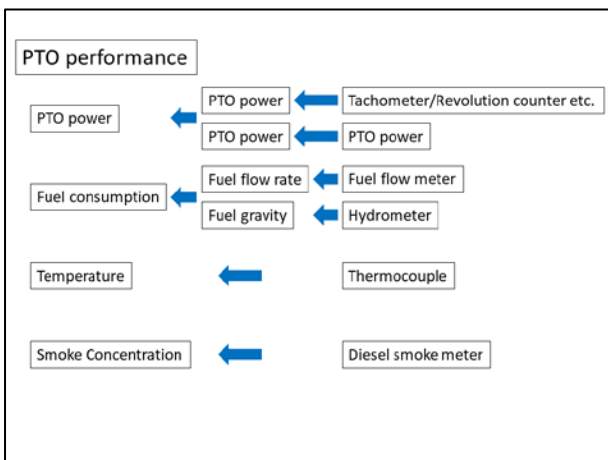 PTO performance
PTO power
PTO power
Tachometer/Revolution counter etc.
PTO power
PTO power
Fuel consumption
Fuel flow rate
Fuel flow meter
Fuel gravity
Hydrometer
Temperature
Thermocouple
Smoke Concentration
Diesel smoke meter